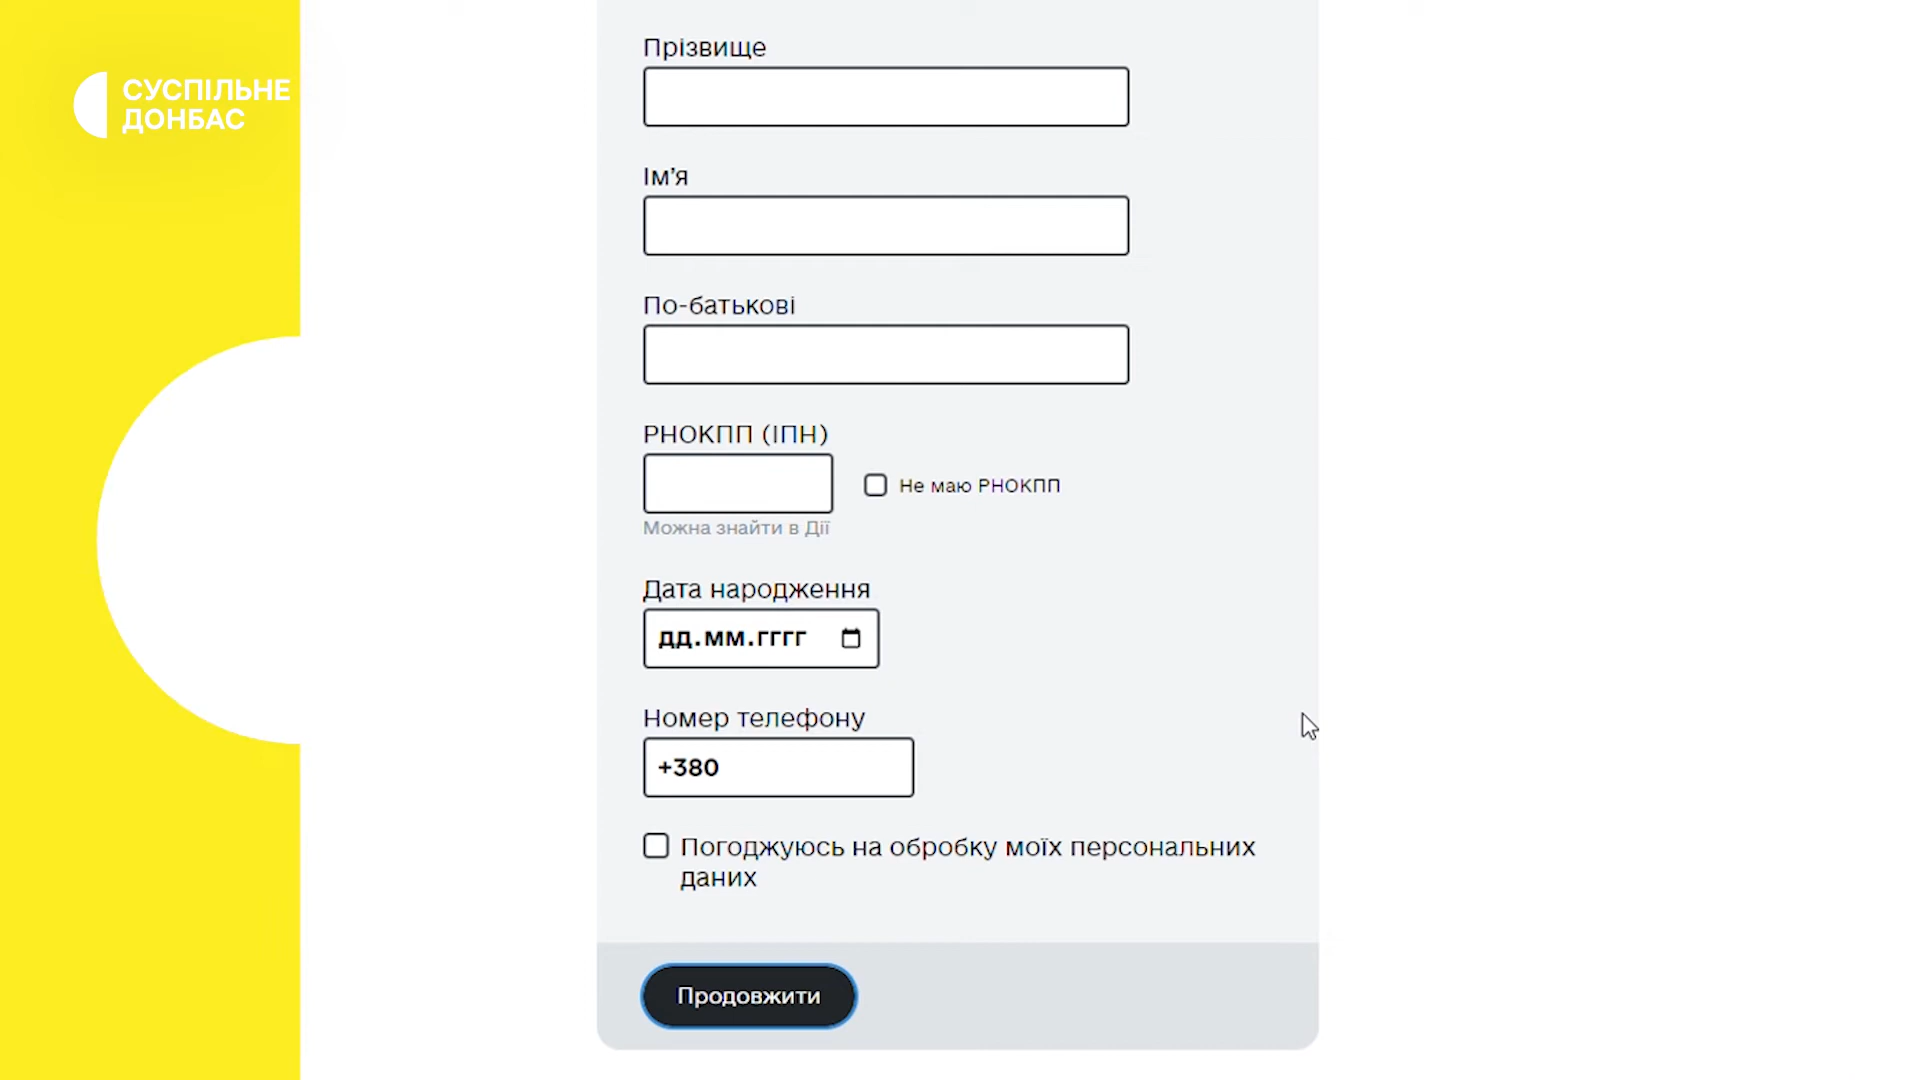 СУСПІЛЬНЕ
ДОНБАС
Прізвище
Ім’я
По-батькові
РНОКПП (ІПН)
Не маю РНОКПП
Можна знайти в Дії
Дата народження
дд.мм.гггг
Номер телефону
+380
Погоджуюсь на обробку моїх персональних
даних
Продовжити